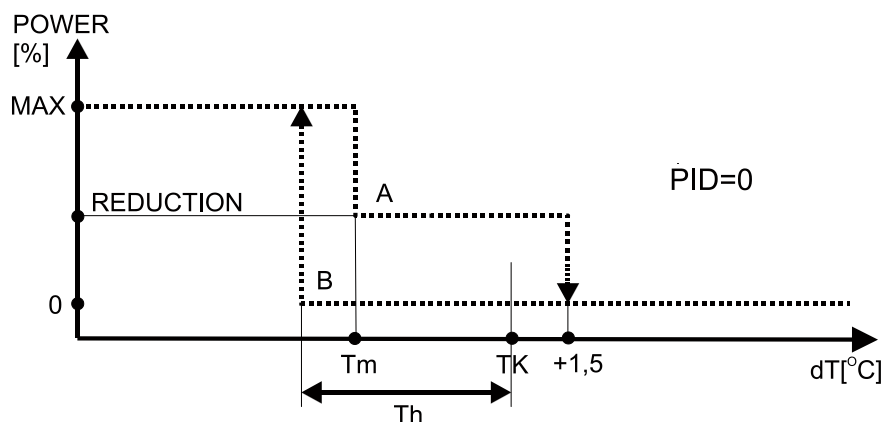 POWER
[%]
MAX
A
PID=0
REDUCTION
B
0
Tm
TK
+1,5
dT[°C]
Th